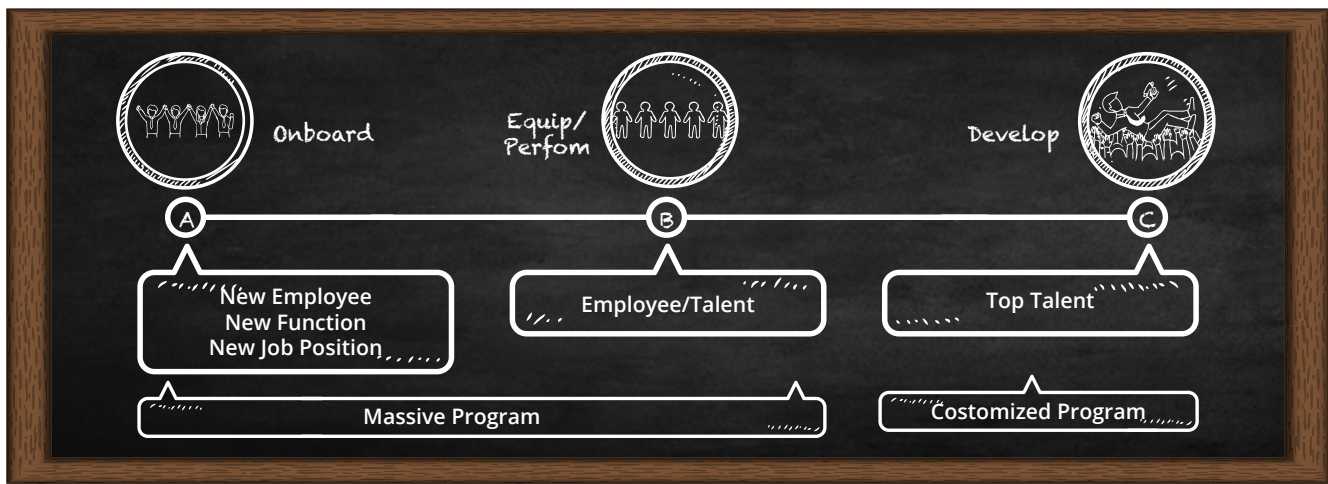 Onboard
Equip/
Perfom
Develop
A
B
C
New Employee
New Function
New Job Position
Employee/Talent
Top Talent
Massive Program
Costomized Program